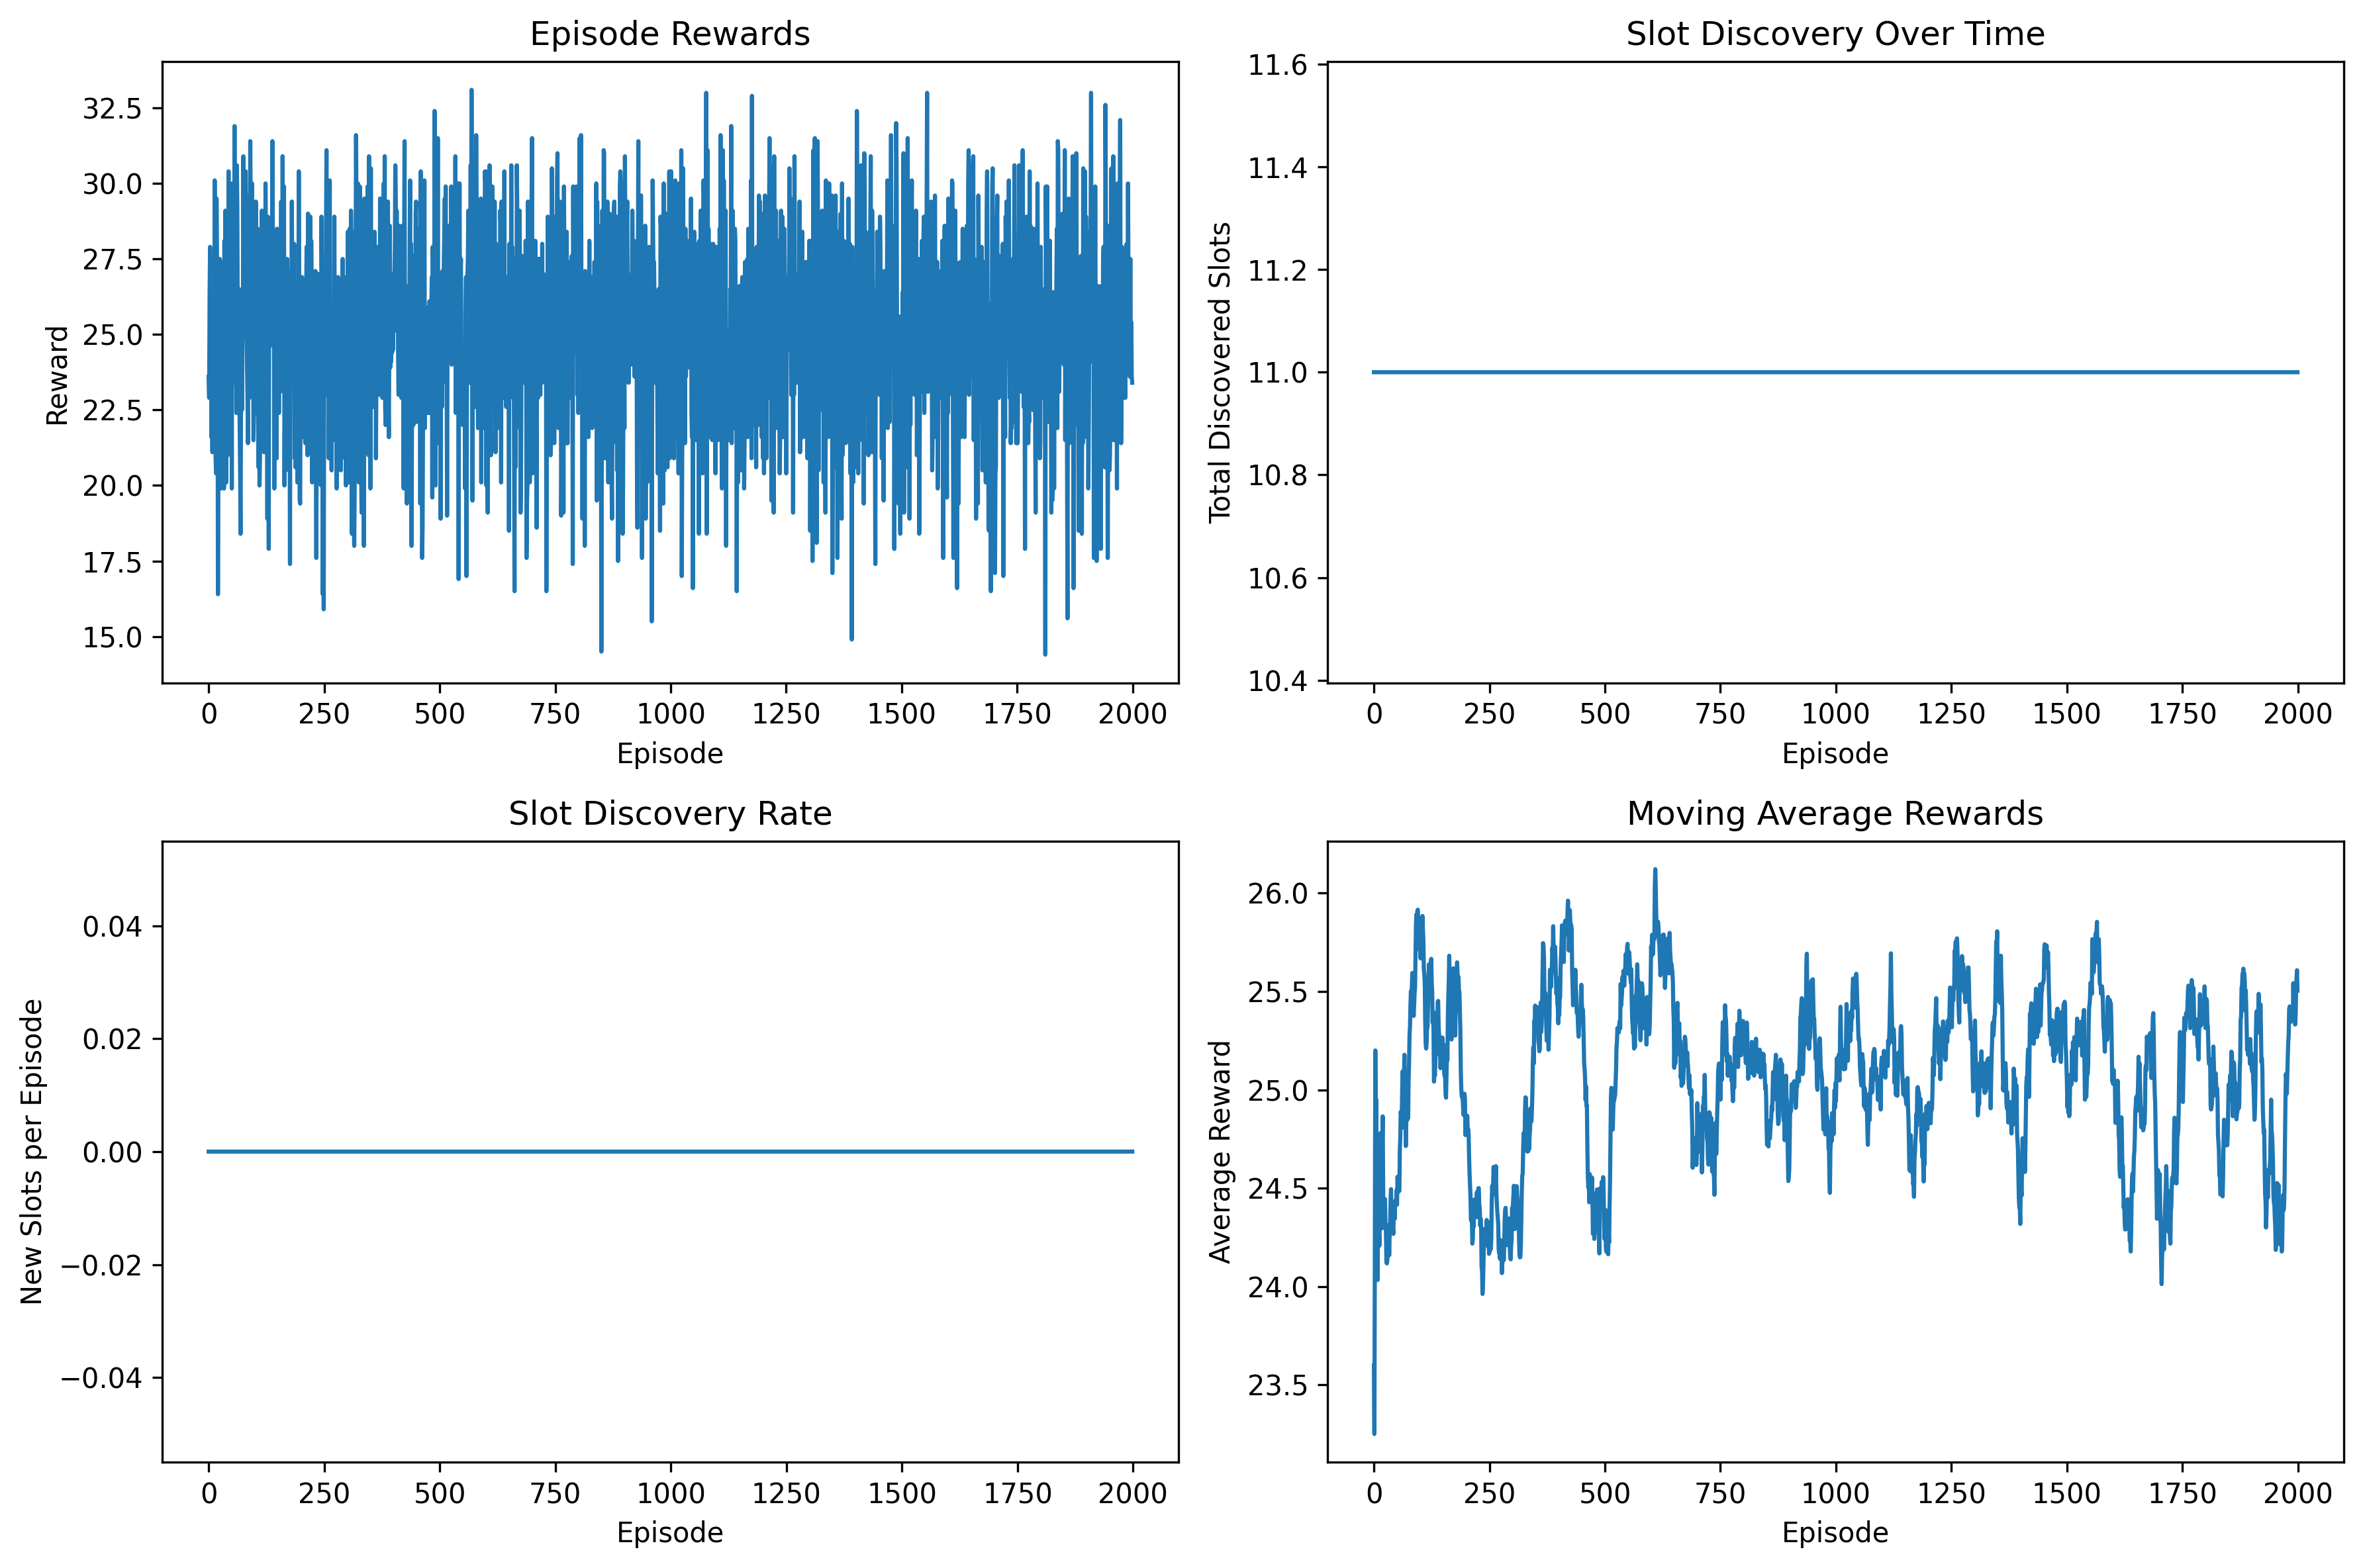 Episode Rewards
32.5
30.0
27.5
25.0
22.5
20.0
17.5
15.0
Reward
0 250 500 750 1000 1250 1500 1750 2000
Episode
Slot Discovery Over Time
11.6
11.4
11.2
11.0
10.8
10.6
10.4
Total Discovered Slots
0 250 500 750 1000 1250 1500 1750 2000
Episode
Slot Discovery Rate
0.04
0.02
0.00
−0.02
−0.04
New Slots per Episode
0 250 500 750 1000 1250 1500 1750 2000
Episode
Moving Average Rewards
26.0
25.5
25.0
24.5
24.0
23.5
Average Reward
0 250 500 750 1000 1250 1500 1750 2000
Episode